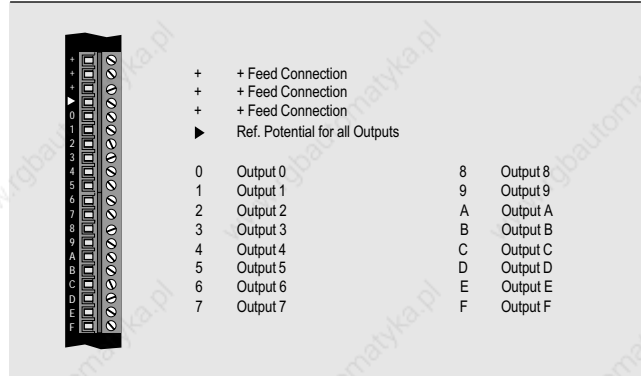 +
+
+
▶
0
1
2
3
4
5
6
7
8
9
A
B
C
D
E
F
+ + Feed Connection
+ + Feed Connection
+ + Feed Connection
▶ Ref. Potential for all Outputs
0 Output 0
1 Output 1
2 Output 2
3 Output 3
4 Output 4
5 Output 5
6 Output 6
7 Output 7
8 Output 8
9 Output 9
A Output A
B Output B
C Output C
D Output D
E Output E
F Output F